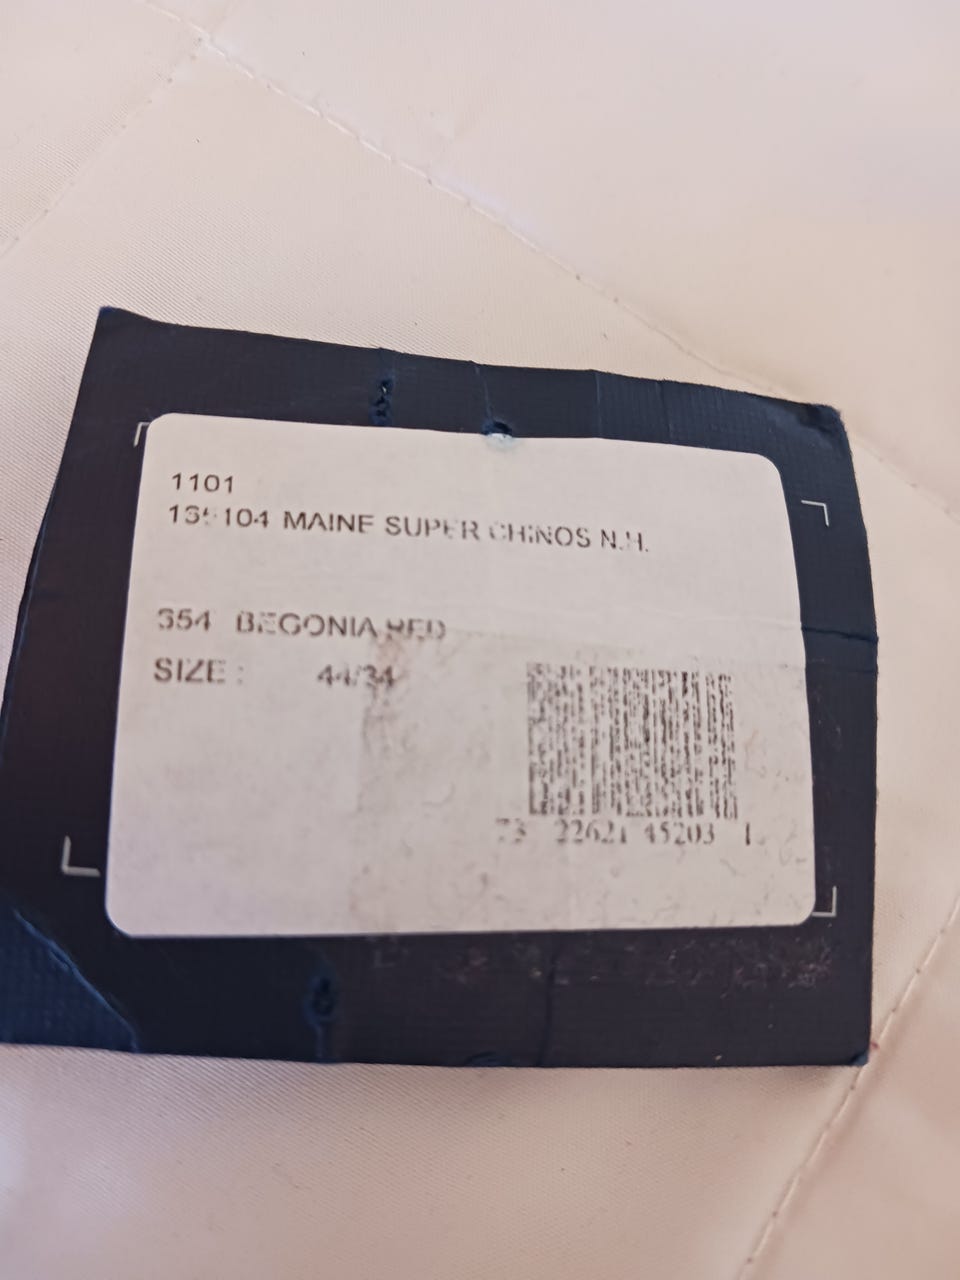 1101
MAINE SUPER CHINOS N.H.
354 BEGONIA RED
SIZE : 44/34
73 22621 45203 1